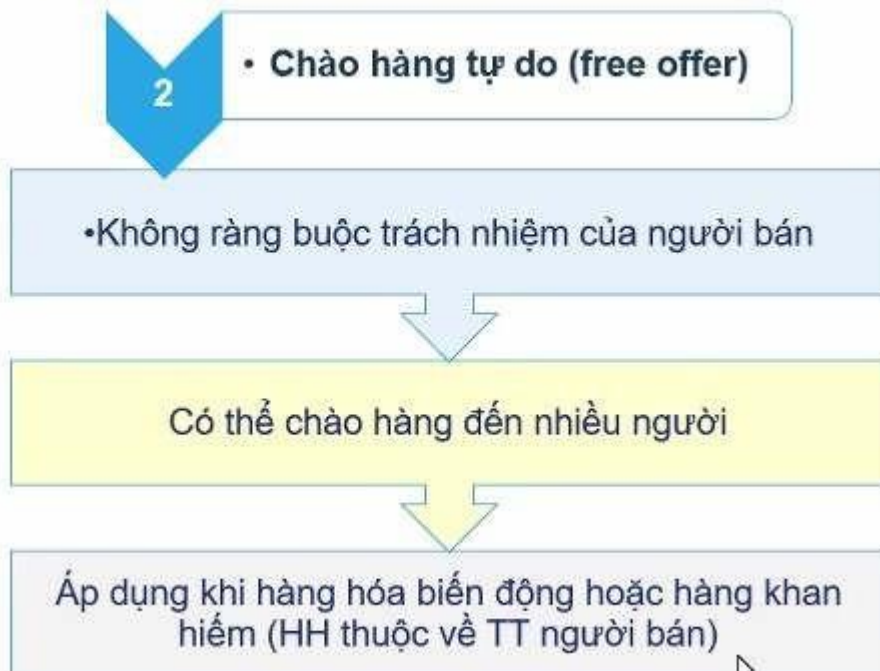 2
• Chào hàng tự do (free offer)
•Không ràng buộc trách nhiệm của người bán
Có thể chào hàng đến nhiều người
Áp dụng khi hàng hóa biến động hoặc hàng khan
hiếm (HH thuộc về TT người bán)